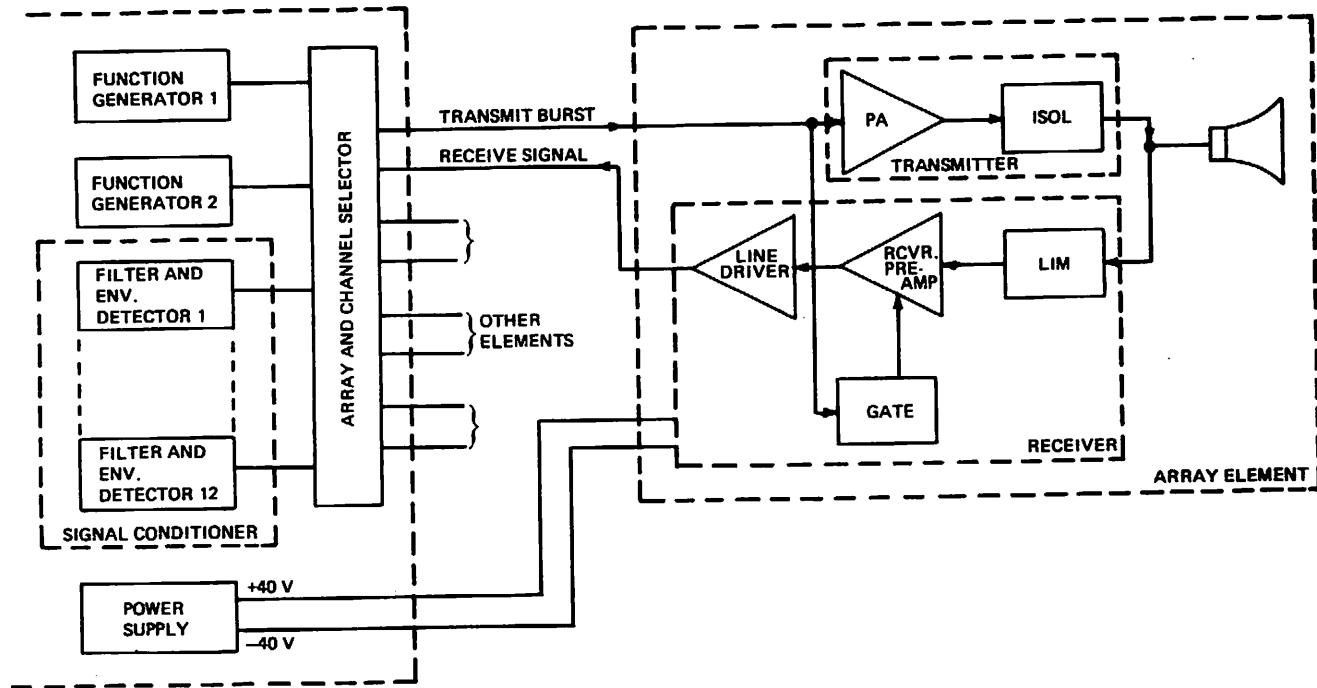 FUNCTION
GENERATOR 1
FUNCTION
GENERATOR 2
FILTER AND
ENV.
DETECTOR 1
FILTER AND
ENV.
DETECTOR 12
SIGNAL CONDITIONER
POWER
SUPPLY
+40 V
–40 V
ARRAY AND CHANNEL SELECTOR
TRANSMIT BURST
RECEIVE SIGNAL
OTHER
ELEMENTS
PA
ISOL
TRANSMITTER
LINE
DRIVER
RCVR.
PRE-
AMP
LIM
GATE
RECEIVER
ARRAY ELEMENT